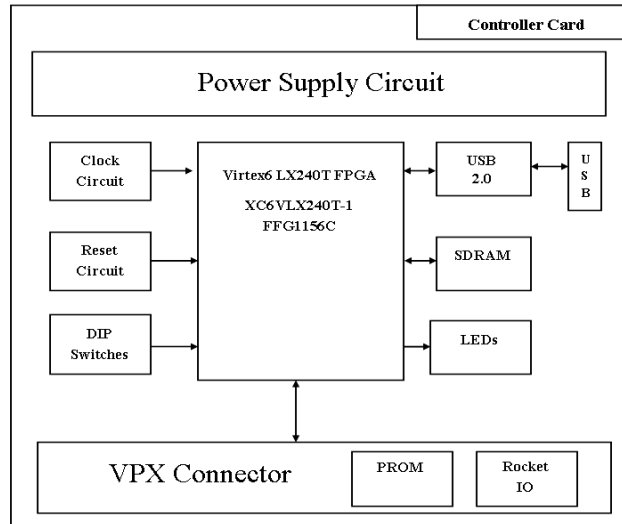 Controller Card
Power Supply Circuit
Clock
Circuit
Virtex6 LX240T FPGA
XC6VLX240T-1
FFG1156C
USB
2.0
U
S
B
Reset
Circuit
SDRAM
DIP
Switches
LEDs
VPX Connector
PROM
Rocket
IO